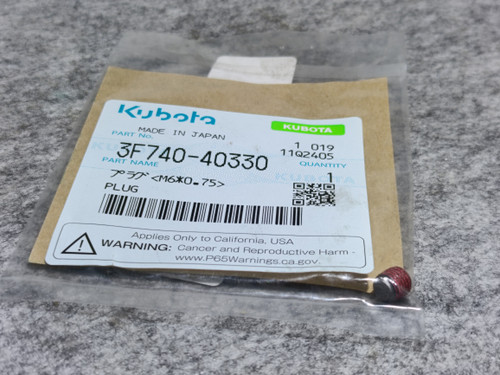 Kubota
KUBOTA
PART No.
MADE IN JAPAN
1 019
3F740-40330
11Q2405
PART NAME
QUANTITY
プラグ<M6*0.75>
1
PLUG
Applies Only to California, USA
WARNING: Cancer and Reproductive Harm -
www.P65Warnings.ca.gov.